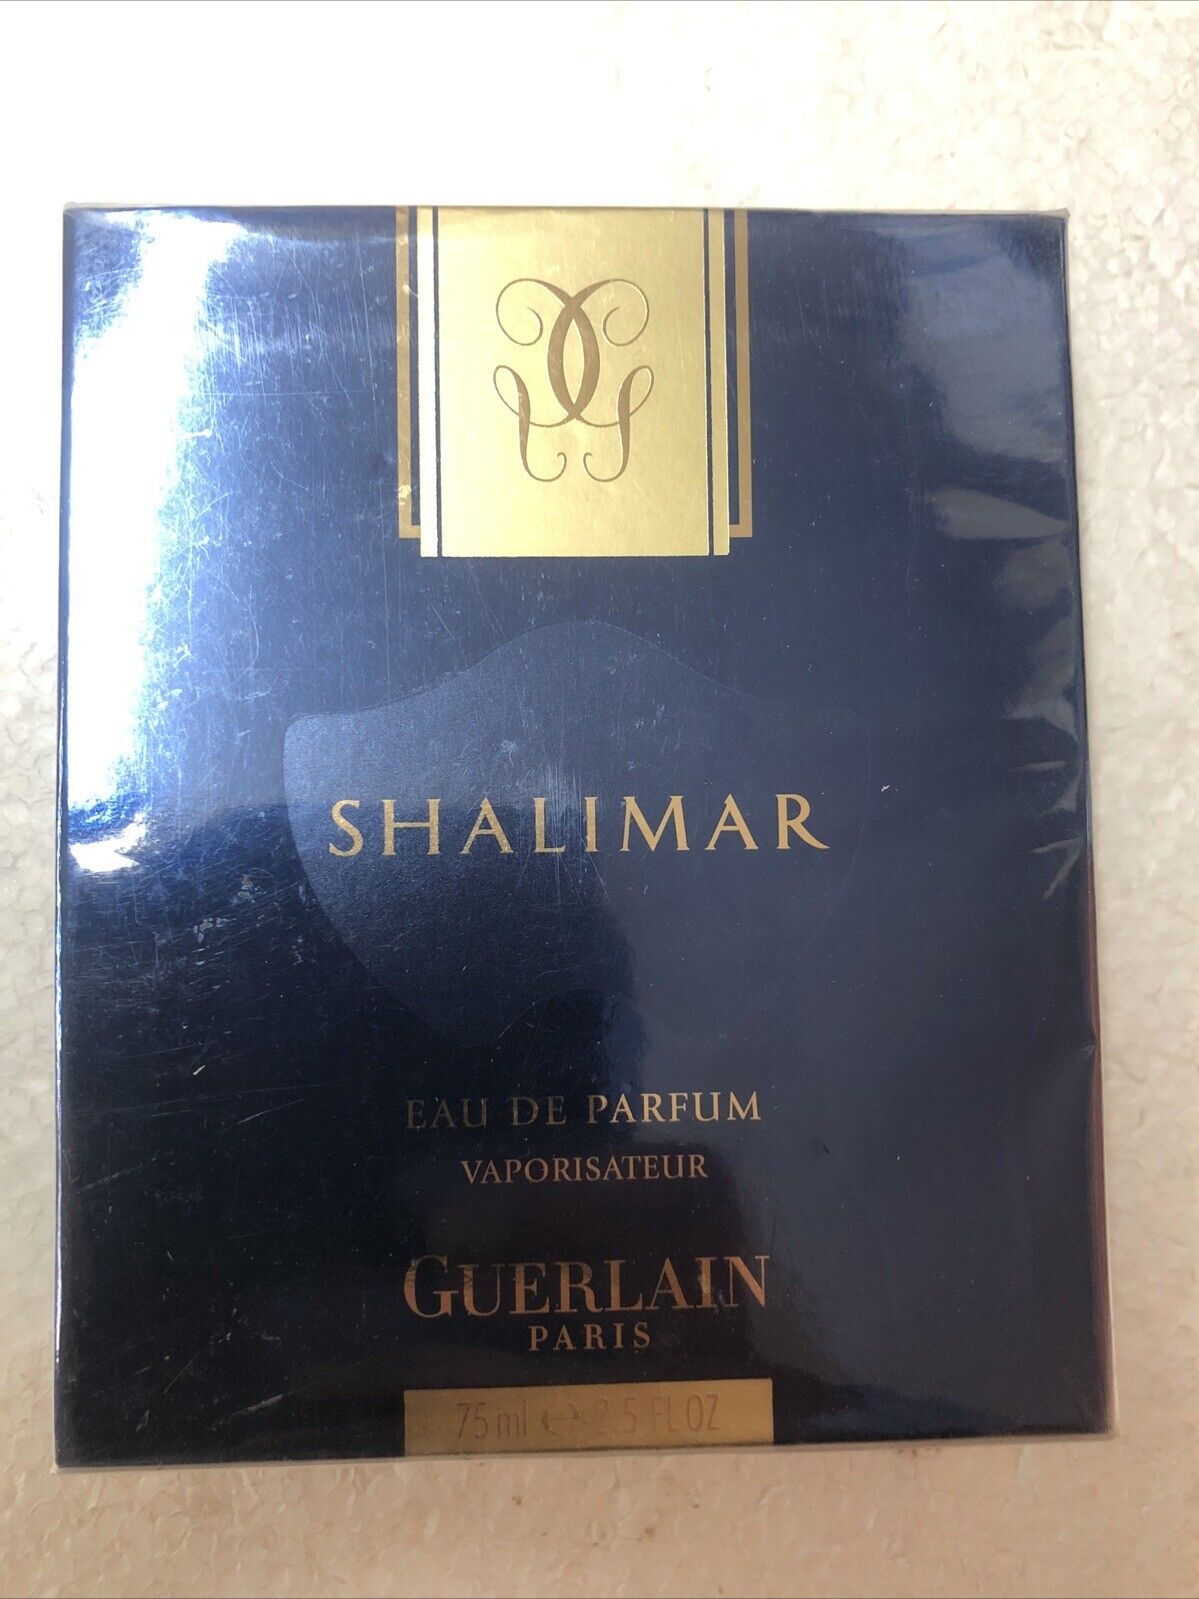 SHALIMAR
EAU DE PARFUM
VAPORISATEUR
GUERLAIN
PARIS
75 ml ℮ 2.5 FL OZ